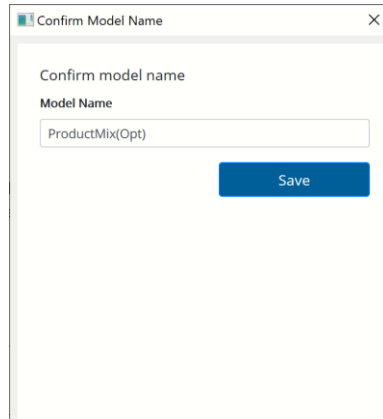 Confirm Model Name
Confirm model name
Model Name
ProductMix(Opt)
Save